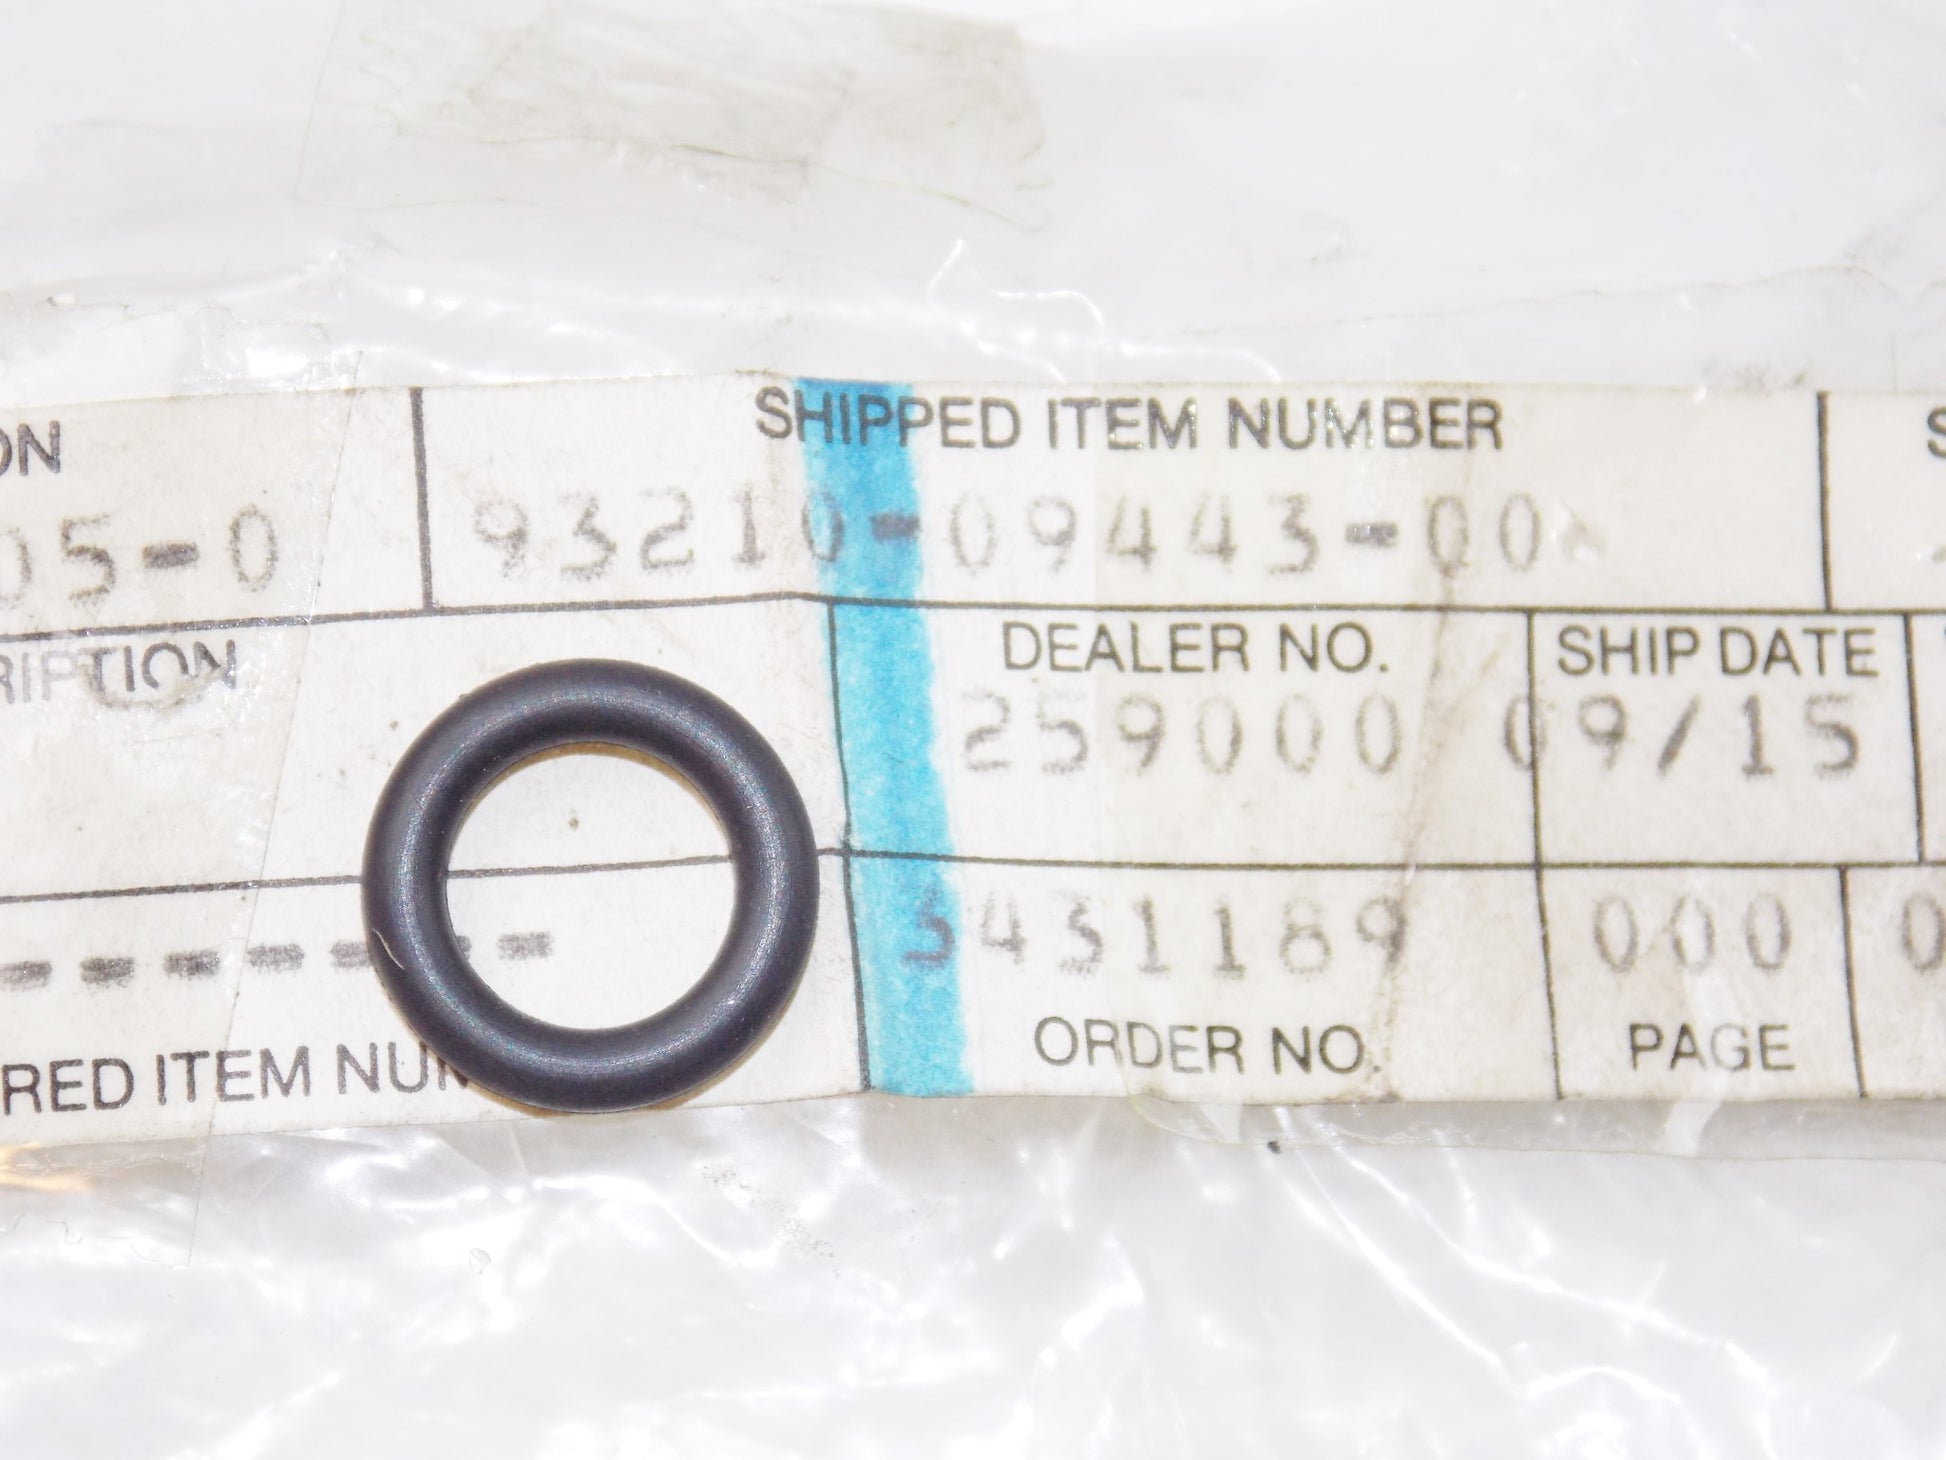 ON SHIPPED ITEM NUMBER S
05-0 93210-09443-00
RIPTION DEALER NO. SHIP DATE
259000 09/15
------- 3431189 000 0
RED ITEM NUM ORDER NO. PAGE